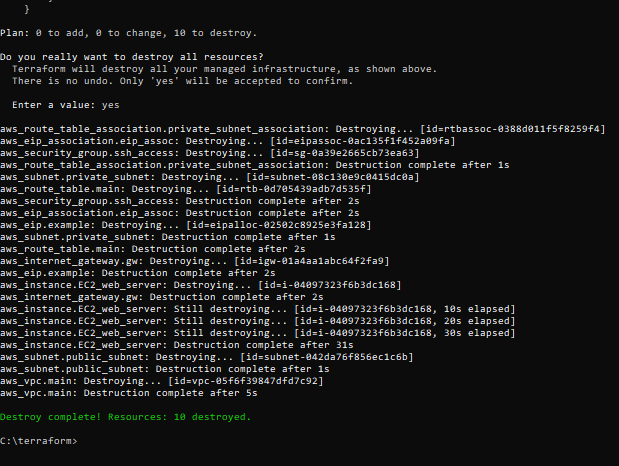 }
Plan: 0 to add, 0 to change, 10 to destroy.
Do you really want to destroy all resources?
Terraform will destroy all your managed infrastructure, as shown above.
There is no undo. Only 'yes' will be accepted to confirm.
Enter a value: yes
aws_route_table_association.private_subnet_association: Destroying... [id=rtbassoc-0388d011f5f8259f4]
aws_eip_association.eip_assoc: Destroying... [id=eipassoc-0ac135f1f452a09fa]
aws_security_group.ssh_access: Destroying... [id=sg-0a39e2665cb73ea63]
aws_route_table_association.private_subnet_association: Destruction complete after 1s
aws_subnet.private_subnet: Destroying... [id=subnet-08c130e9c0415dc0a]
aws_route_table.main: Destroying... [id=rtb-0d705439adb7d535f]
aws_security_group.ssh_access: Destruction complete after 2s
aws_eip_association.eip_assoc: Destruction complete after 2s
aws_eip.example: Destroying... [id=eipalloc-02502c8925e3fa128]
aws_subnet.private_subnet: Destruction complete after 1s
aws_route_table.main: Destruction complete after 2s
aws_internet_gateway.gw: Destroying... [id=igw-01a4aa1abc64f2fa9]
aws_eip.example: Destruction complete after 2s
aws_instance.EC2_web_server: Destroying... [id=i-04097323f6b3dc168]
aws_internet_gateway.gw: Destruction complete after 2s
aws_instance.EC2_web_server: Still destroying... [id=i-04097323f6b3dc168, 10s elapsed]
aws_instance.EC2_web_server: Still destroying... [id=i-04097323f6b3dc168, 20s elapsed]
aws_instance.EC2_web_server: Still destroying... [id=i-04097323f6b3dc168, 30s elapsed]
aws_instance.EC2_web_server: Destruction complete after 31s
aws_subnet.public_subnet: Destroying... [id=subnet-042da76f856ec1c6b]
aws_subnet.public_subnet: Destruction complete after 1s
aws_vpc.main: Destroying... [id=vpc-05f6f39847dfd7c92]
aws_vpc.main: Destruction complete after 5s
Destroy complete! Resources: 10 destroyed.
C:\terraform>